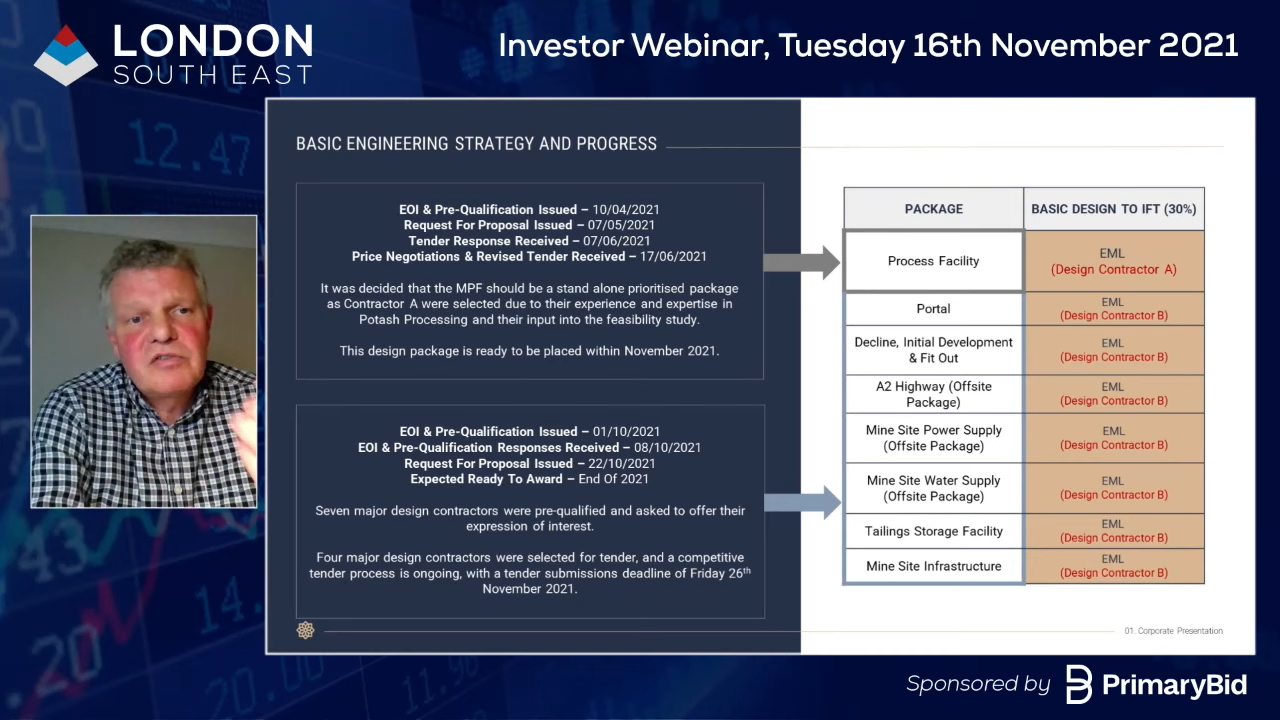 LONDON
SOUTH EAST
Investor Webinar, Tuesday 16th November 2021
12.47
BASIC ENGINEERING STRATEGY AND PROGRESS
EOI & Pre-Qualification Issued – 10/04/2021
Request For Proposal Issued – 07/05/2021
Tender Response Received – 07/06/2021
Price Negotiations & Revised Tender Received – 17/06/2021
It was decided that the MPF should be a stand alone prioritised package
as Contractor A were selected due to their experience and expertise in
Potash Processing and their input into the feasibility study.
This design package is ready to be placed within November 2021.
EOI & Pre-Qualification Issued – 01/10/2021
EOI & Pre-Qualification Responses Received – 08/10/2021
Request For Proposal Issued – 22/10/2021
Expected Ready To Award – End Of 2021
Seven major design contractors were pre-qualified and asked to offer their
expression of interest.
Four major design contractors were selected for tender, and a competitive
tender process is ongoing, with a tender submissions deadline of Friday 26th
November 2021.
PACKAGE
BASIC DESIGN TO IFT (30%)
Process Facility
EML
(Design Contractor A)
Portal
EML
(Design Contractor B)
Decline, Initial Development
& Fit Out
EML
(Design Contractor B)
A2 Highway (Offsite
Package)
EML
(Design Contractor B)
Mine Site Power Supply
(Offsite Package)
EML
(Design Contractor B)
Mine Site Water Supply
(Offsite Package)
EML
(Design Contractor B)
Tailings Storage Facility
EML
(Design Contractor B)
Mine Site Infrastructure
EML
(Design Contractor B)
01. Corporate Presentation
Sponsored by
PrimaryBid